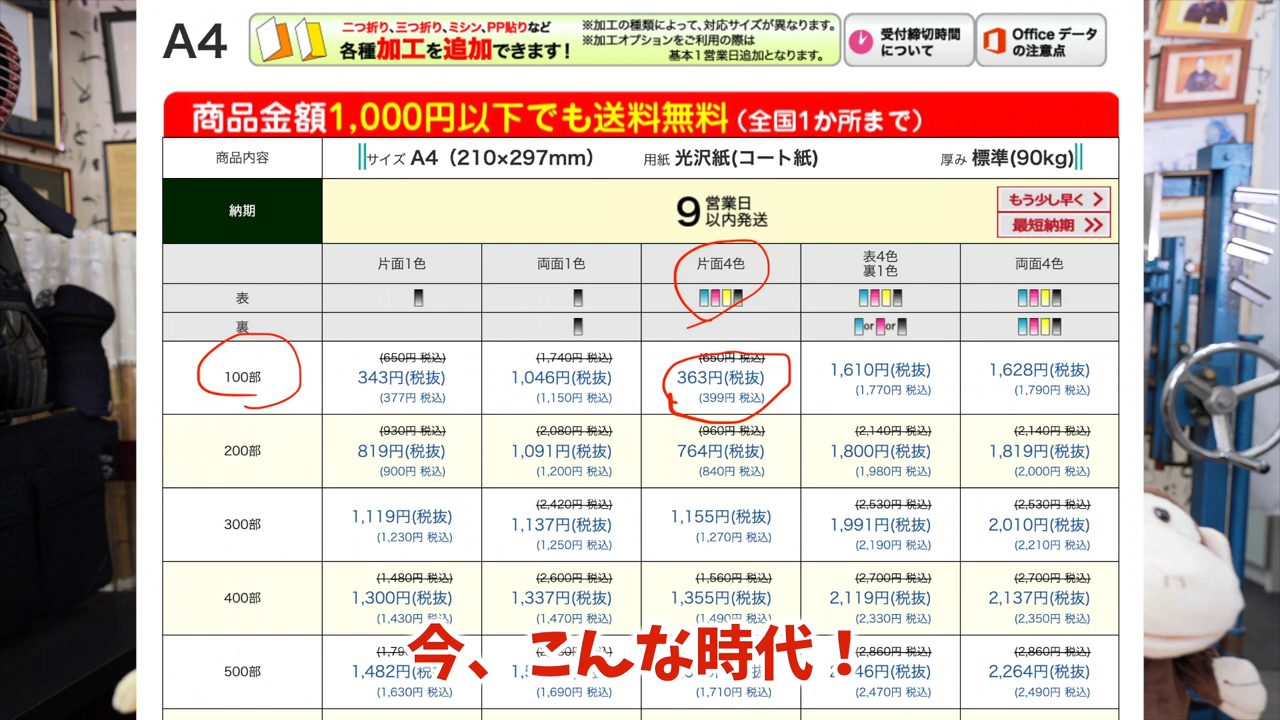 A4
二つ折り、三つ折り、ミシン、PP貼りなど
各種加工を追加できます!
※加工の種類によって、対応サイズが異なります。
※加工オプションをご利用の際は
基本1営業日追加となります。
受付締切時間
について
Officeデータ
の注意点
商品金額1,000円以下でも送料無料(全国1か所まで)
商品内容 サイズ A4(210×297mm) 用紙 光沢紙(コート紙) 厚み 標準(90kg)
納期 9営業日以内発送
もう少し早く
最短納期
片面1色 両面1色 片面4色 表4色 裏1色 両面4色
表
裏 or or
(650円 税込) (1,740円 税込) (650円 税込)
100部 343円(税抜) 1,046円(税抜) 363円(税抜) 1,610円(税抜) 1,628円(税抜)
(377円 税込) (1,150円 税込) (399円 税込) (1,770円 税込) (1,790円 税込)
(930円 税込) (2,080円 税込) (960円 税込) (2,140円 税込) (2,140円 税込)
200部 819円(税抜) 1,091円(税抜) 764円(税抜) 1,800円(税抜) 1,819円(税抜)
(900円 税込) (1,200円 税込) (840円 税込) (1,980円 税込) (2,000円 税込)
(2,420円 税込) (2,530円 税込) (2,530円 税込)
300部 1,119円(税抜) 1,137円(税抜) 1,155円(税抜) 1,991円(税抜) 2,010円(税抜)
(1,230円 税込) (1,250円 税込) (1,270円 税込) (2,190円 税込) (2,210円 税込)
(1,480円 税込) (2,600円 税込) (1,560円 税込) (2,700円 税込) (2,700円 税込)
400部 1,300円(税抜) 1,337円(税抜) 1,355円(税抜) 2,119円(税抜) 2,137円(税抜)
(1,430円 税込) (1,470円 税込) (1,490円 税込) (2,330円 税込) (2,350円 税込)
今、こんな時代!
(2,860円 税込) (2,860円 税込)
500部 1,482円 2,264円(税抜)
(1,630円 税込) (1,690円 税込) (1,710円 税込) (2,470円 税込) (2,490円 税込)